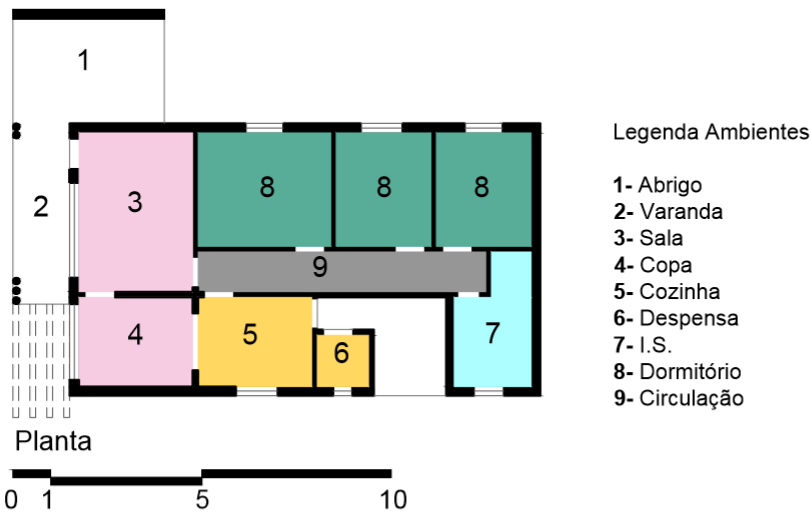 1
2
3
8
8
8
9
4
5
6
7
Planta
0 1 5 10
Legenda Ambientes
1- Abrigo
2- Varanda
3- Sala
4- Copa
5- Cozinha
6- Despensa
7- I.S.
8- Dormitório
9- Circulação